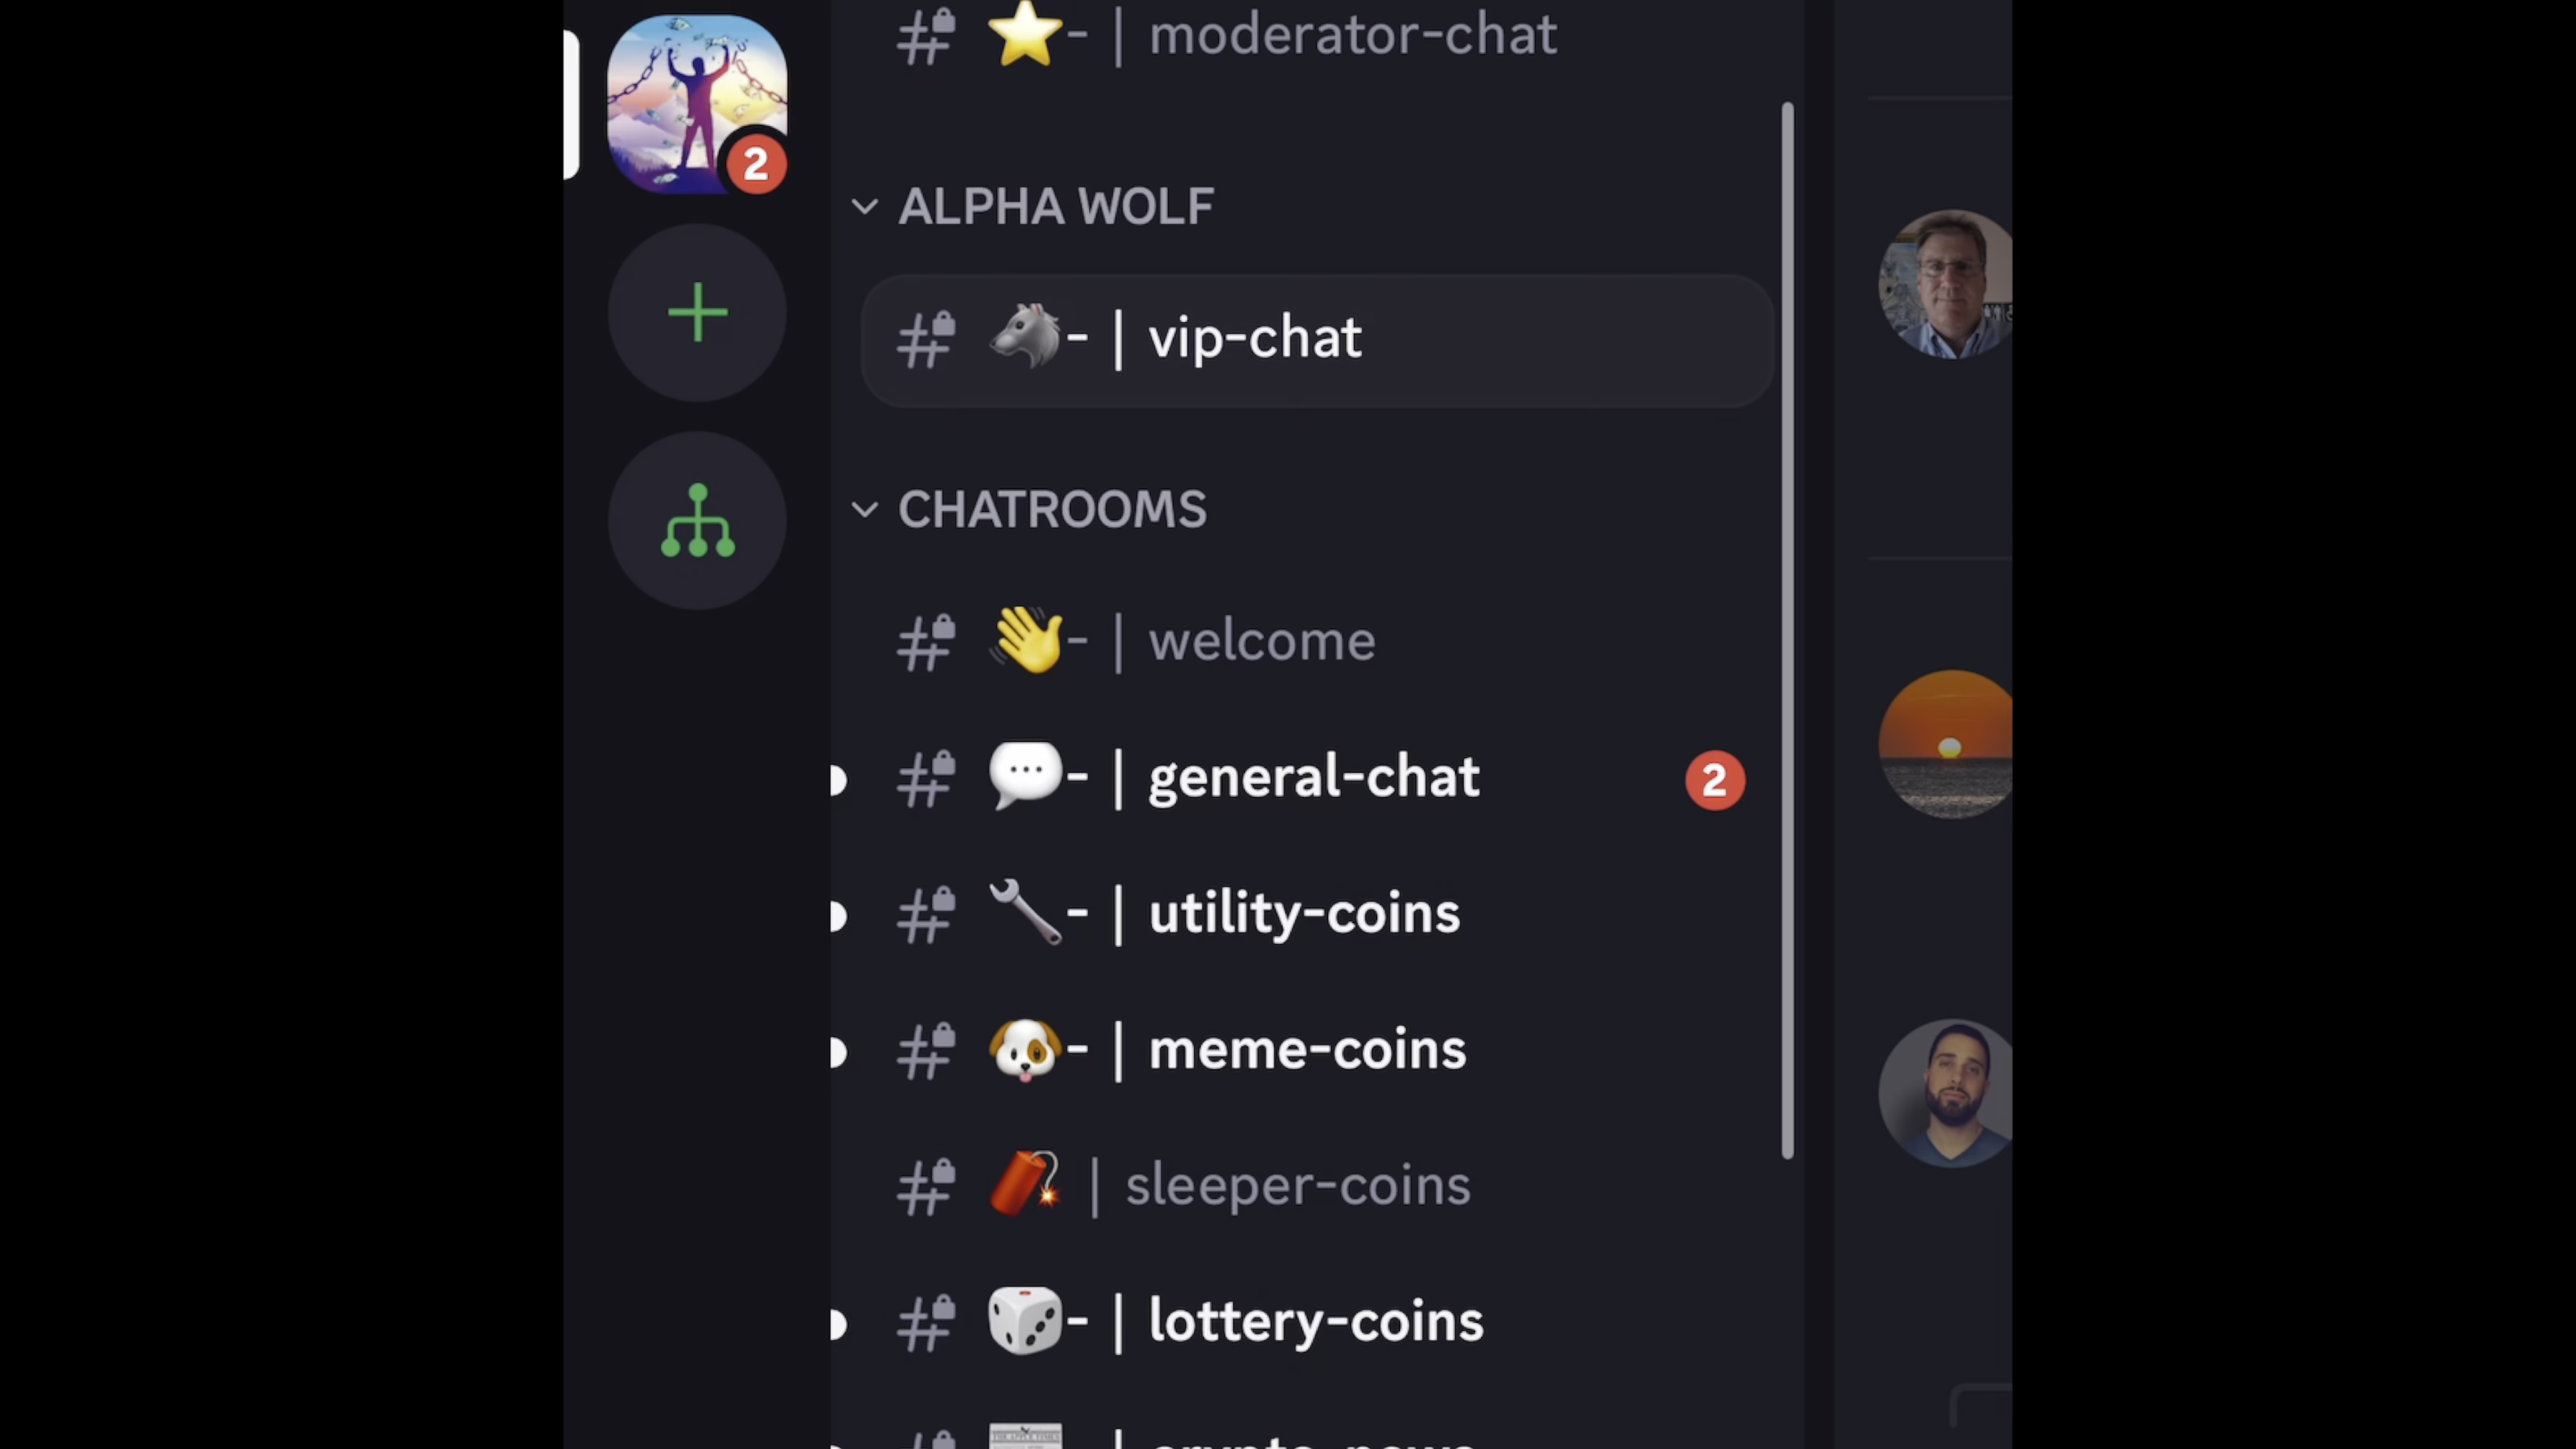 moderator-chat
2
ALPHA WOLF
- | vip-chat
CHATROOMS
- | welcome
- | general-chat 2
- | utility-coins
- | meme-coins
| sleeper-coins
- | lottery-coins